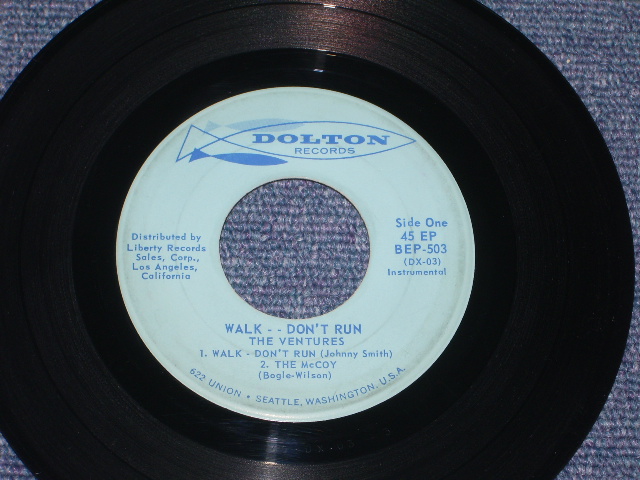 DOLTON
RECORDS
Distributed by
Liberty Records
Sales, Corp.,
Los Angeles,
California
Side One
45 EP
BEP-503
(DX-03)
Instrumental
WALK - - DON'T RUN
THE VENTURES
1. WALK - DON'T RUN (Johnny Smith)
2. THE McCOY
(Bogle-Wilson)
622 UNION • SEATTLE, WASHINGTON, U.S.A.